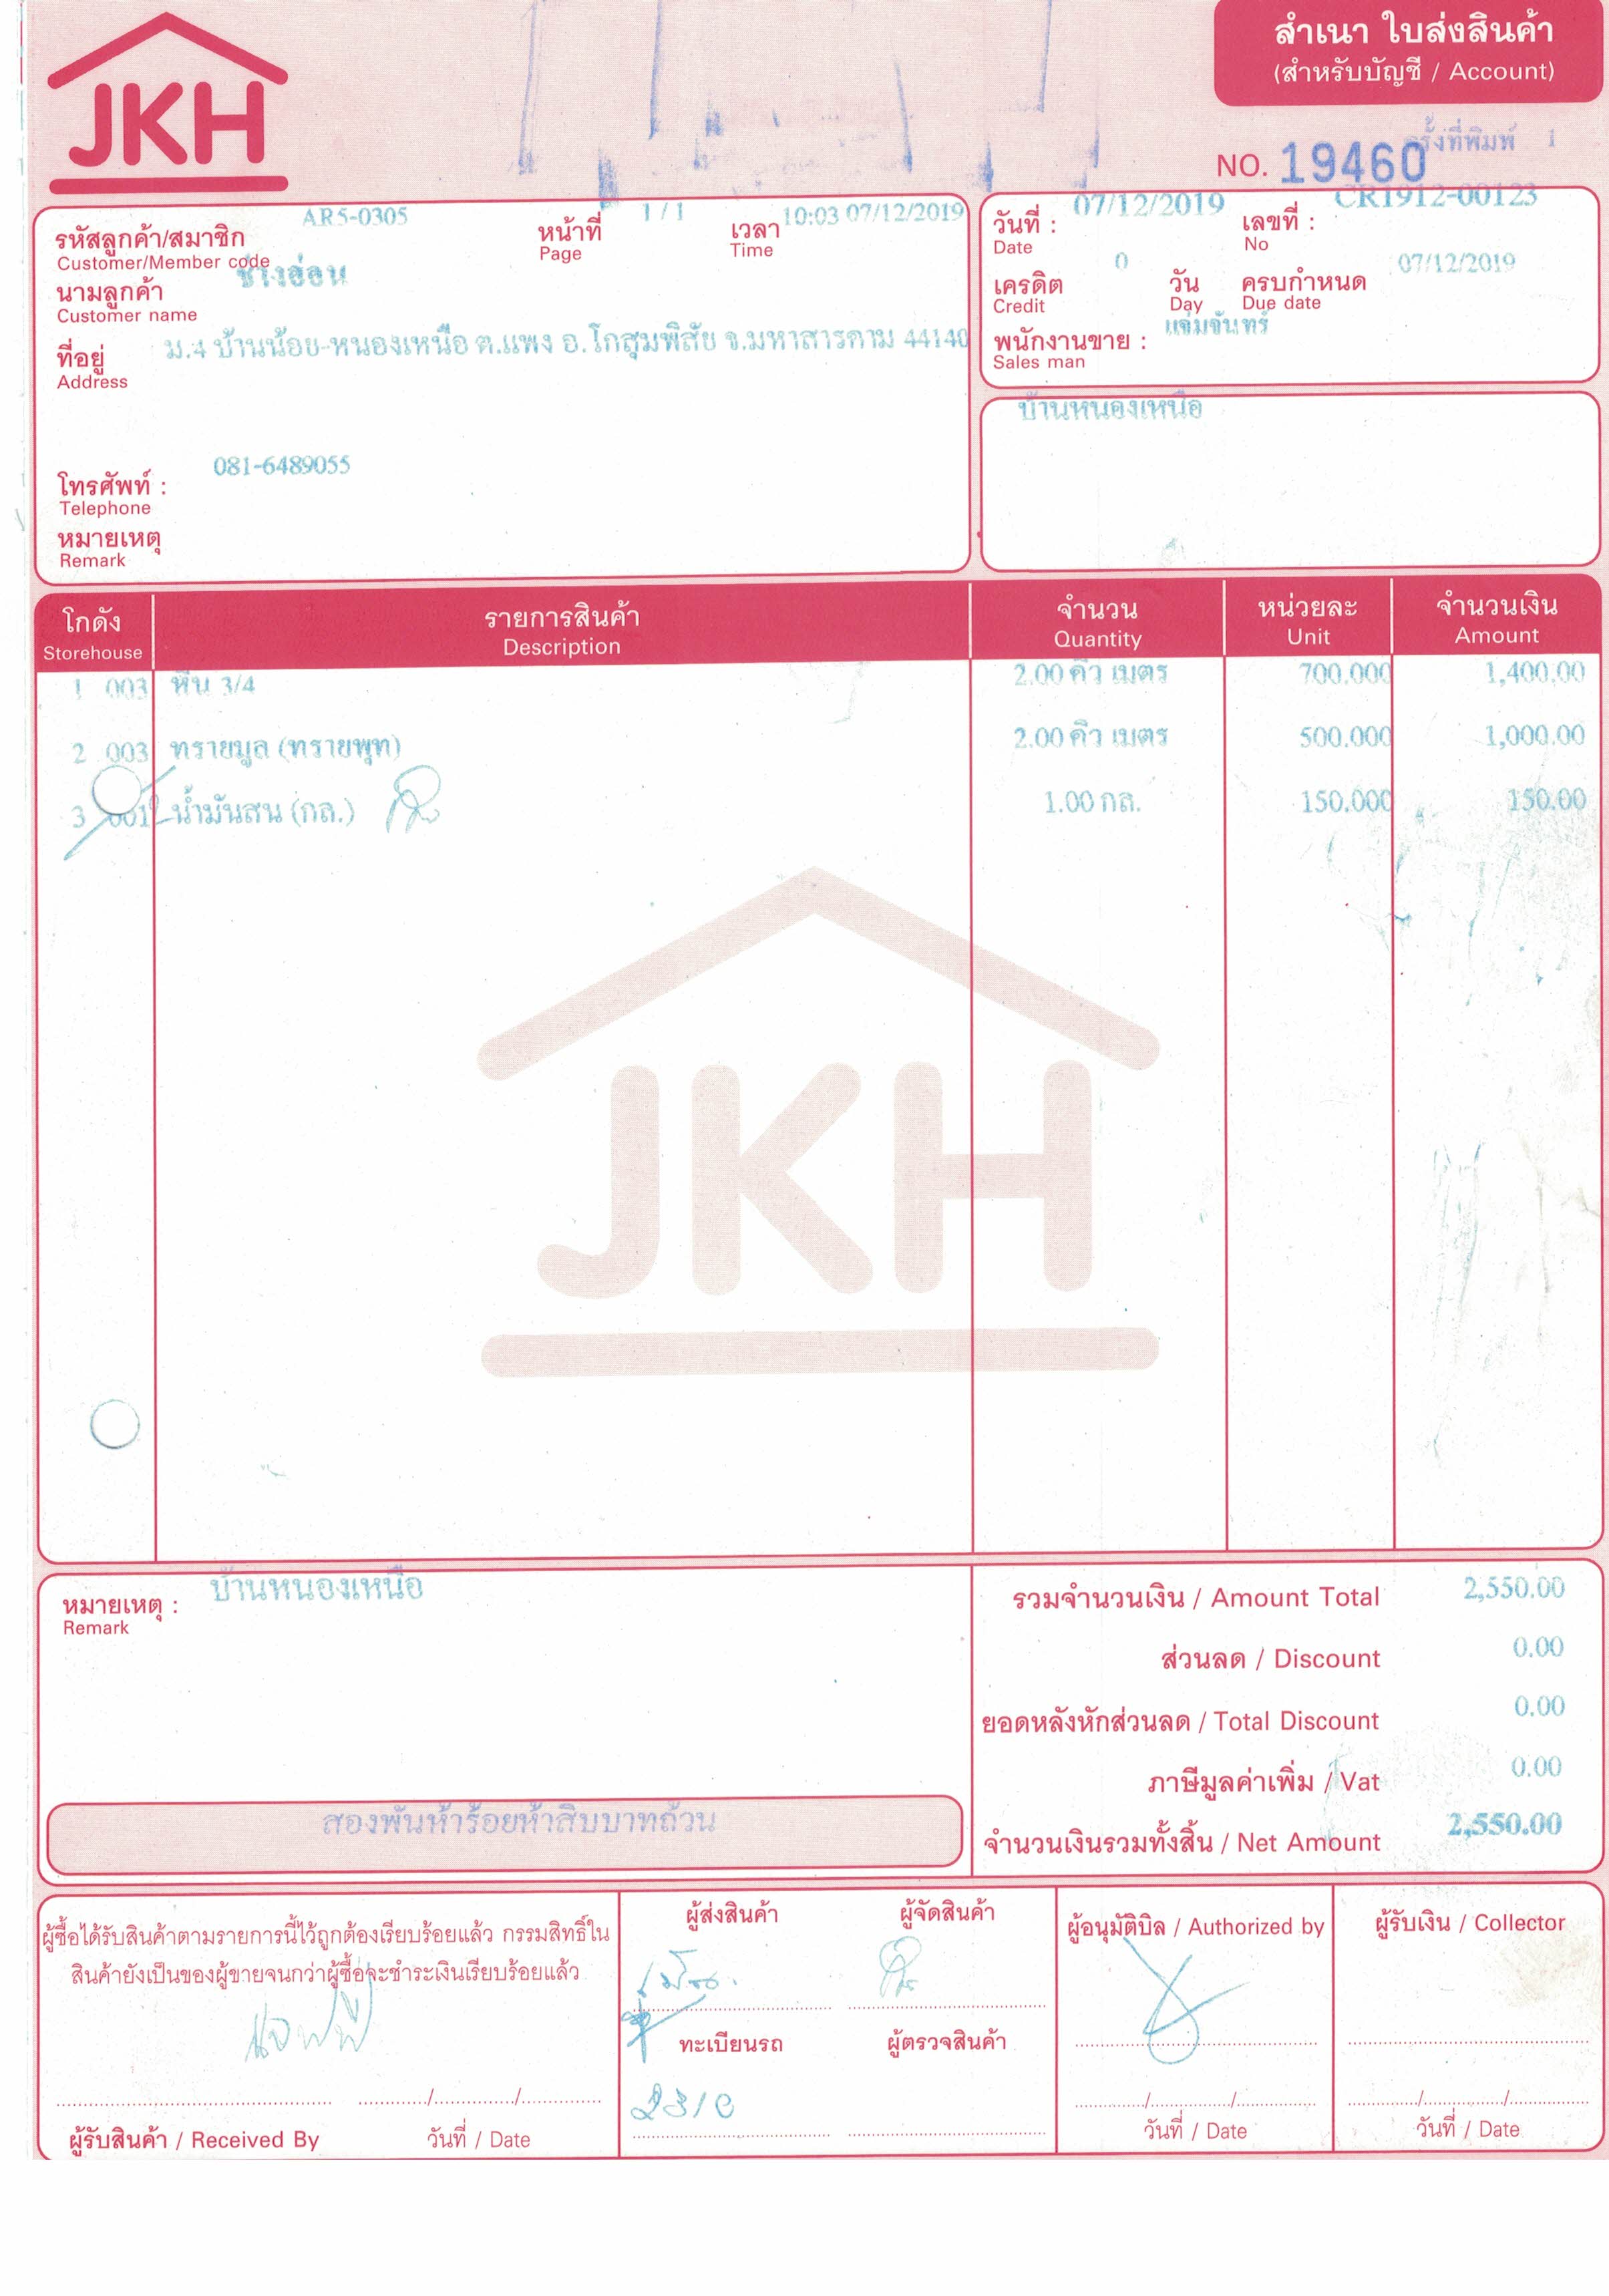 JKH
สำเนา ใบส่งสินค้า
(สำหรับบัญชี / Account)
ครั้งที่พิมพ์ 1
NO. 19460
รหัสลูกค้า/สมาชิก AR5-0305 หน้าที่ 1 / 1 เวลา 10:03 07/12/2019
Customer/Member code Page Time
นามลูกค้า ช่างอ่อน
Customer name
ที่อยู่ ม.4 บ้านน้อย-หนองเหนือ ต.แพง อ.โกสุมพิสัย จ.มหาสารคาม 44140
Address
โทรศัพท์ : 081-6489055
Telephone
หมายเหตุ
Remark
วันที่ : 07/12/2019 เลขที่ : CR1912-00123
Date No
เครดิต 0 วัน ครบกำหนด 07/12/2019
Credit Day Due date
พนักงานขาย : แจ่มจันทร์
Sales man
บ้านหนองเหนือ
โกดัง รายการสินค้า จำนวน หน่วยละ จำนวนเงิน
Storehouse Description Quantity Unit Amount
1 003 หิน 3/4 2.00 คิว เมตร 700.000 1,400.00
2 003 ทรายมูล (ทรายพุท) 2.00 คิว เมตร 500.000 1,000.00
3 001 น้ำมันสน (กล.) 1.00 กล. 150.000 150.00
JKH
หมายเหตุ : บ้านหนองเหนือ
Remark
รวมจำนวนเงิน / Amount Total 2,550.00
ส่วนลด / Discount 0.00
ยอดหลังหักส่วนลด / Total Discount 0.00
ภาษีมูลค่าเพิ่ม / Vat 0.00
สองพันห้าร้อยห้าสิบบาทถ้วน
จำนวนเงินรวมทั้งสิ้น / Net Amount 2,550.00
ผู้ซื้อได้รับสินค้าตามรายการนี้ไว้ถูกต้องเรียบร้อยแล้ว กรรมสิทธิ์ใน
สินค้ายังเป็นของผู้ขายจนกว่าผู้ซื้อจะชำระเงินเรียบร้อยแล้ว
ผู้รับสินค้า / Received By วันที่ / Date
ผู้ส่งสินค้า ผู้จัดสินค้า
ทะเบียนรถ ผู้ตรวจสินค้า
ผู้อนุมัติบิล / Authorized by
วันที่ / Date
ผู้รับเงิน / Collector
วันที่ / Date